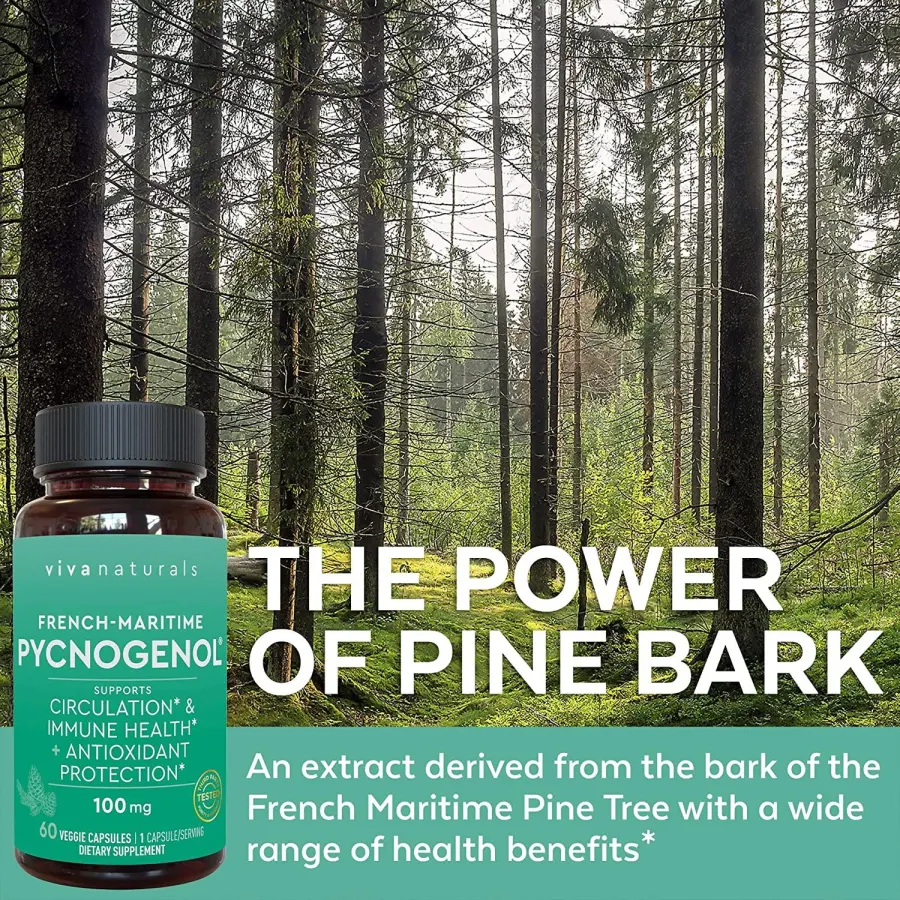 THE POWER
OF PINE BARK
An extract derived from the bark of the
French Maritime Pine Tree with a wide
range of health benefits*
vivanaturals
FRENCH-MARITIME
PYCNOGENOL®
SUPPORTS
CIRCULATION* &
IMMUNE HEALTH*
+ ANTIOXIDANT
PROTECTION*
100 mg
TESTED
60 VEGGIE CAPSULES | 1 CAPSULE/SERVING
DIETARY SUPPLEMENT